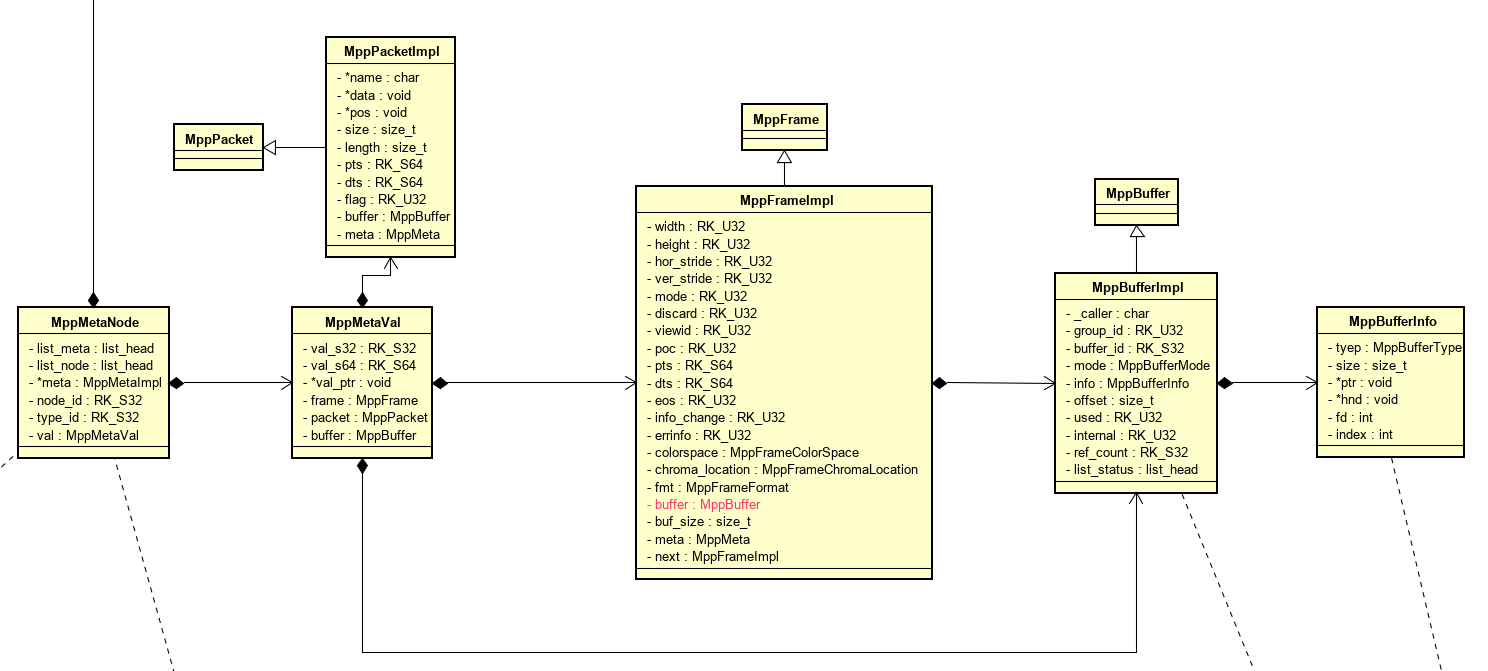 MppPacketImpl
- *name : char
- *data : void
- *pos : void
- size : size_t
- length : size_t
- pts : RK_S64
- dts : RK_S64
- flag : RK_U32
- buffer : MppBuffer
- meta : MppMeta
MppPacket
MppFrame
MppFrameImpl
- width : RK_U32
- height : RK_U32
- hor_stride : RK_U32
- ver_stride : RK_U32
- mode : RK_U32
- discard : RK_U32
- viewid : RK_U32
- poc : RK_U32
- pts : RK_S64
- dts : RK_S64
- eos : RK_U32
- info_change : RK_U32
- errinfo : RK_U32
- colorspace : MppFrameColorSpace
- chroma_location : MppFrameChromaLocation
- fmt : MppFrameFormat
- buffer : MppBuffer
- buf_size : size_t
- meta : MppMeta
- next : MppFrameImpl
MppBuffer
MppBufferImpl
- _caller : char
- group_id : RK_U32
- buffer_id : RK_S32
- mode : MppBufferMode
- info : MppBufferInfo
- offset : size_t
- used : RK_U32
- internal : RK_U32
- ref_count : RK_S32
- list_status : list_head
MppMetaNode
- list_meta : list_head
- list_node : list_head
- *meta : MppMetaImpl
- node_id : RK_S32
- type_id : RK_S32
- val : MppMetaVal
MppMetaVal
- val_s32 : RK_S32
- val_s64 : RK_S64
- *val_ptr : void
- frame : MppFrame
- packet : MppPacket
- buffer : MppBuffer
MppBufferInfo
- tyep : MppBufferType
- size : size_t
- *ptr : void
- *hnd : void
- fd : int
- index : int